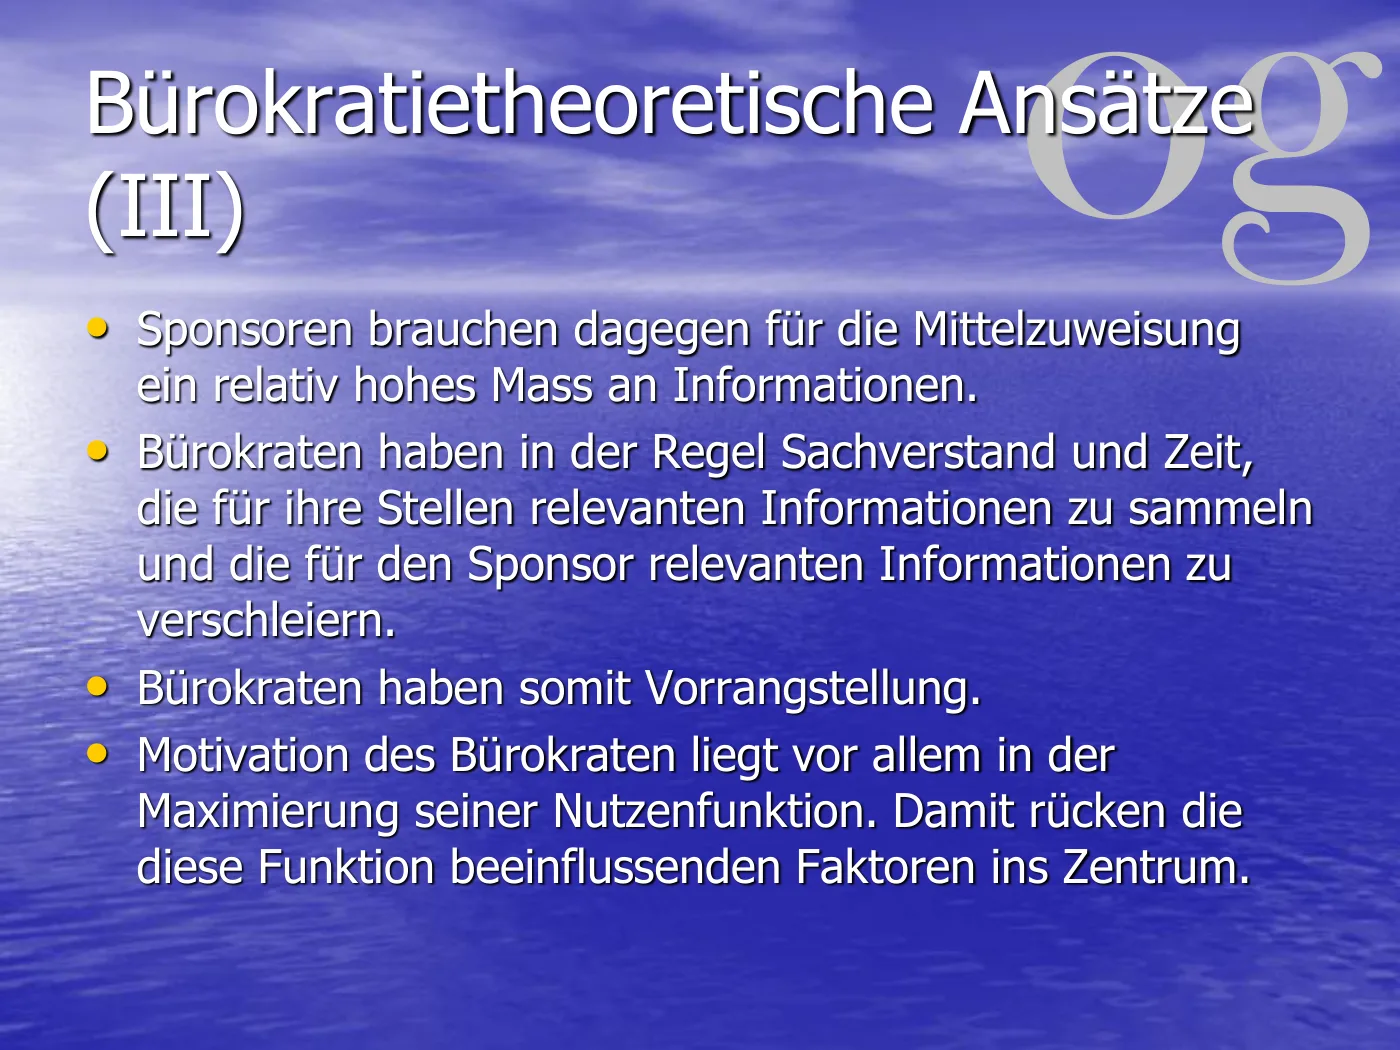 og
Bürokratietheoretische Ansätze
(III)
• Sponsoren brauchen dagegen für die Mittelzuweisung
ein relativ hohes Mass an Informationen.
• Bürokraten haben in der Regel Sachverstand und Zeit,
die für ihre Stellen relevanten Informationen zu sammeln
und die für den Sponsor relevanten Informationen zu
verschleiern.
• Bürokraten haben somit Vorrangstellung.
• Motivation des Bürokraten liegt vor allem in der
Maximierung seiner Nutzenfunktion. Damit rücken die
diese Funktion beeinflussenden Faktoren ins Zentrum.